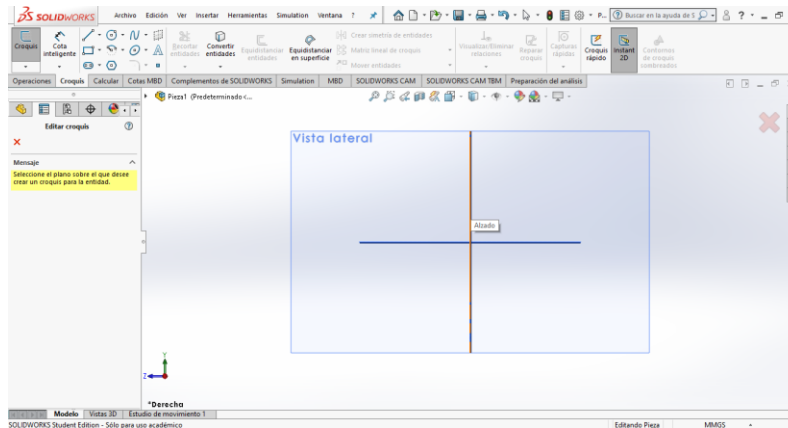 SOLIDWORKS
Archivo Edición Ver Insertar Herramientas Simulation Ventana ?
P...
Buscar en la ayuda de S
?
Croquis
Cota inteligente
Recortar entidades
Convertir entidades
Equidistanciar entidades
Equidistanciar en superficie
Crear simetría de entidades
Matriz lineal de croquis
Mover entidades
Visualizar/Eliminar relaciones
Reparar croquis
Capturas rápidas
Croquis rápido
Instant 2D
Contornos de croquis sombreados
Operaciones Croquis Calcular Cotas MBD Complementos de SOLIDWORKS Simulation MBD SOLIDWORKS CAM SOLIDWORKS CAM TBM Preparación del análisis
Pieza1 (Predeterminado<...
Editar croquis
Mensaje
Seleccione el plano sobre el que desee
crear un croquis para la entidad.
Vista lateral
Alzado
Y
Z
*Derecha
Modelo Vistas 3D Estudio de movimiento 1
SOLIDWORKS Student Edition - Sólo para uso académico
Editando Pieza MMGS